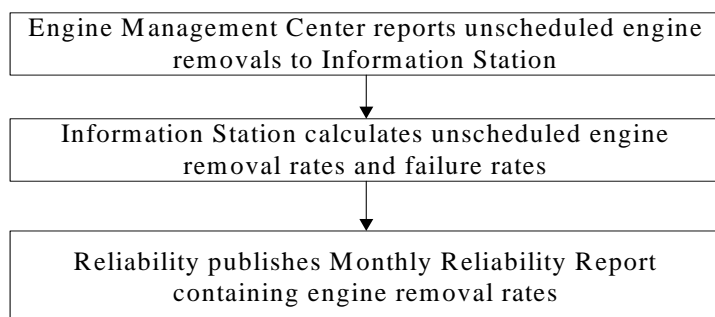 Engine Management Center reports unscheduled engine
removals to Information Station
Information Station calculates unscheduled engine
removal rates and failure rates
Reliability publishes Monthly Reliability Report
containing engine removal rates